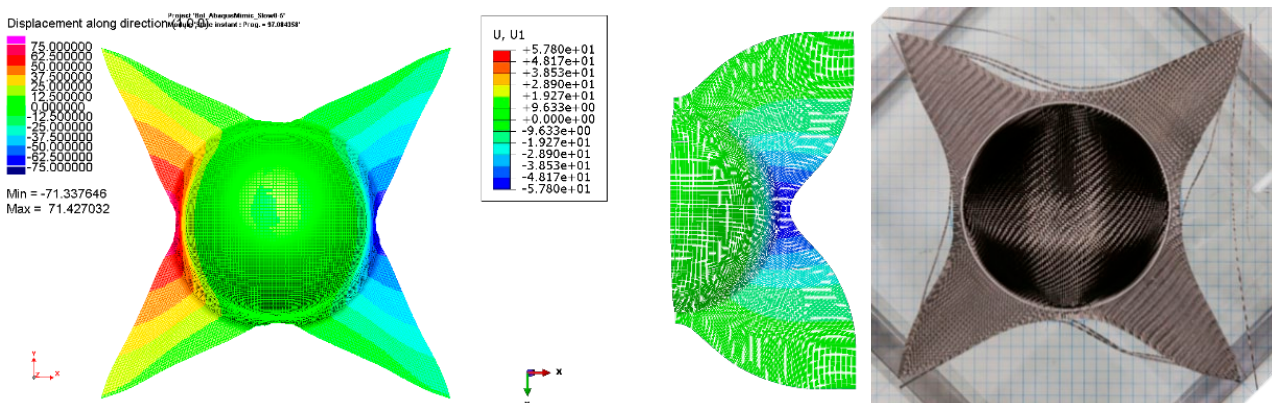 Displacement along direction (1,0,0)
75.000000
62.500000
50.000000
37.500000
25.000000
12.500000
0.000000
-12.500000
-25.000000
-37.500000
-50.000000
-62.500000
-75.000000
Min = -71.337646
Max = 71.427032
Y
Z
X
U, U1
+5.780e+01
+4.817e+01
+3.853e+01
+2.890e+01
+1.927e+01
+9.633e+00
+0.000e+00
-9.633e+00
-1.927e+01
-2.890e+01
-3.853e+01
-4.817e+01
-5.780e+01
X